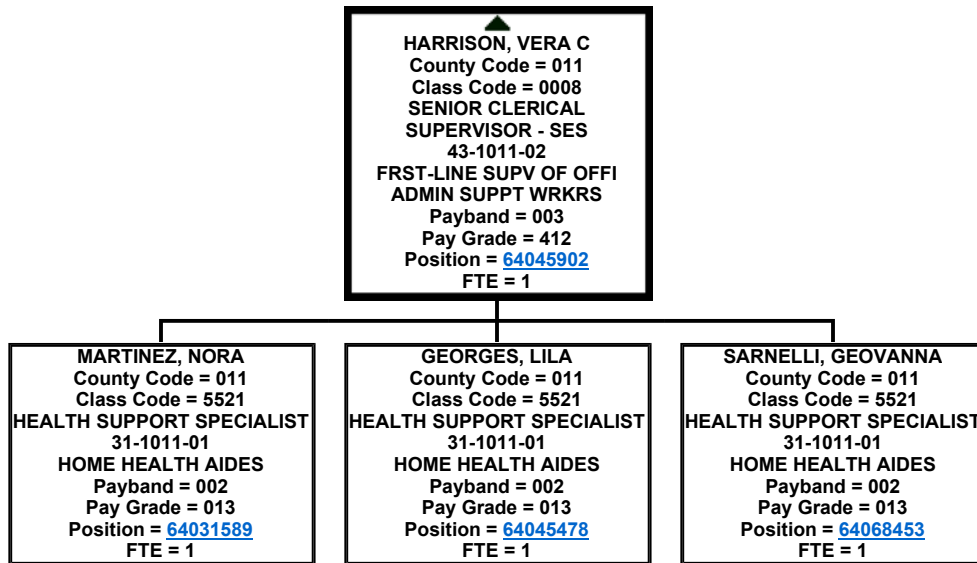 HARRISON, VERA C
County Code = 011
Class Code = 0008
SENIOR CLERICAL
SUPERVISOR - SES
43-1011-02
FRST-LINE SUPV OF OFFI
ADMIN SUPPT WRKRS
Payband = 003
Pay Grade = 412
Position = 64045902
FTE = 1
MARTINEZ, NORA
County Code = 011
Class Code = 5521
HEALTH SUPPORT SPECIALIST
31-1011-01
HOME HEALTH AIDES
Payband = 002
Pay Grade = 013
Position = 64031589
FTE = 1
GEORGES, LILA
County Code = 011
Class Code = 5521
HEALTH SUPPORT SPECIALIST
31-1011-01
HOME HEALTH AIDES
Payband = 002
Pay Grade = 013
Position = 64045478
FTE = 1
SARNELLI, GEOVANNA
County Code = 011
Class Code = 5521
HEALTH SUPPORT SPECIALIST
31-1011-01
HOME HEALTH AIDES
Payband = 002
Pay Grade = 013
Position = 64068453
FTE = 1